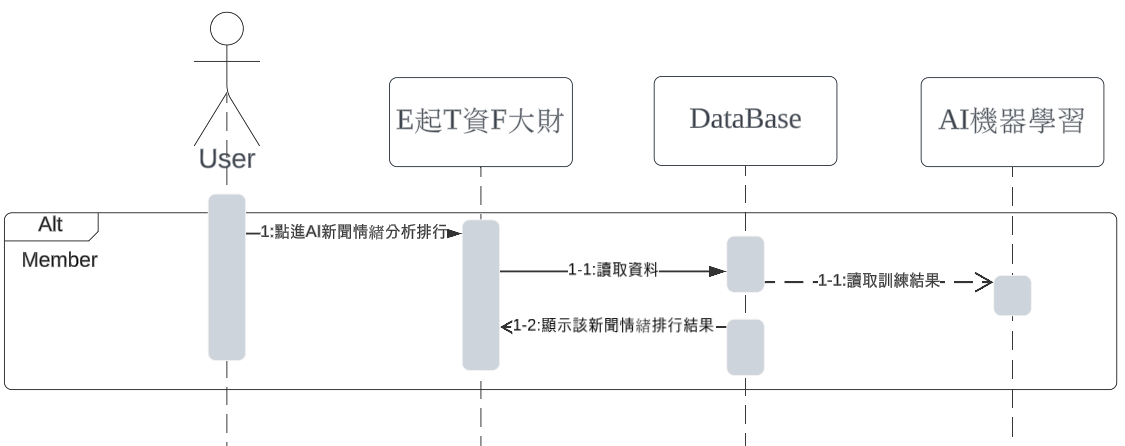 User
E起T資F大財
DataBase
AI機器學習
Alt
Member
1:點進AI新聞情緒分析排行
1-1:讀取資料
-1-1:讀取訓練結果
1-2:顯示該新聞情緒排行結果